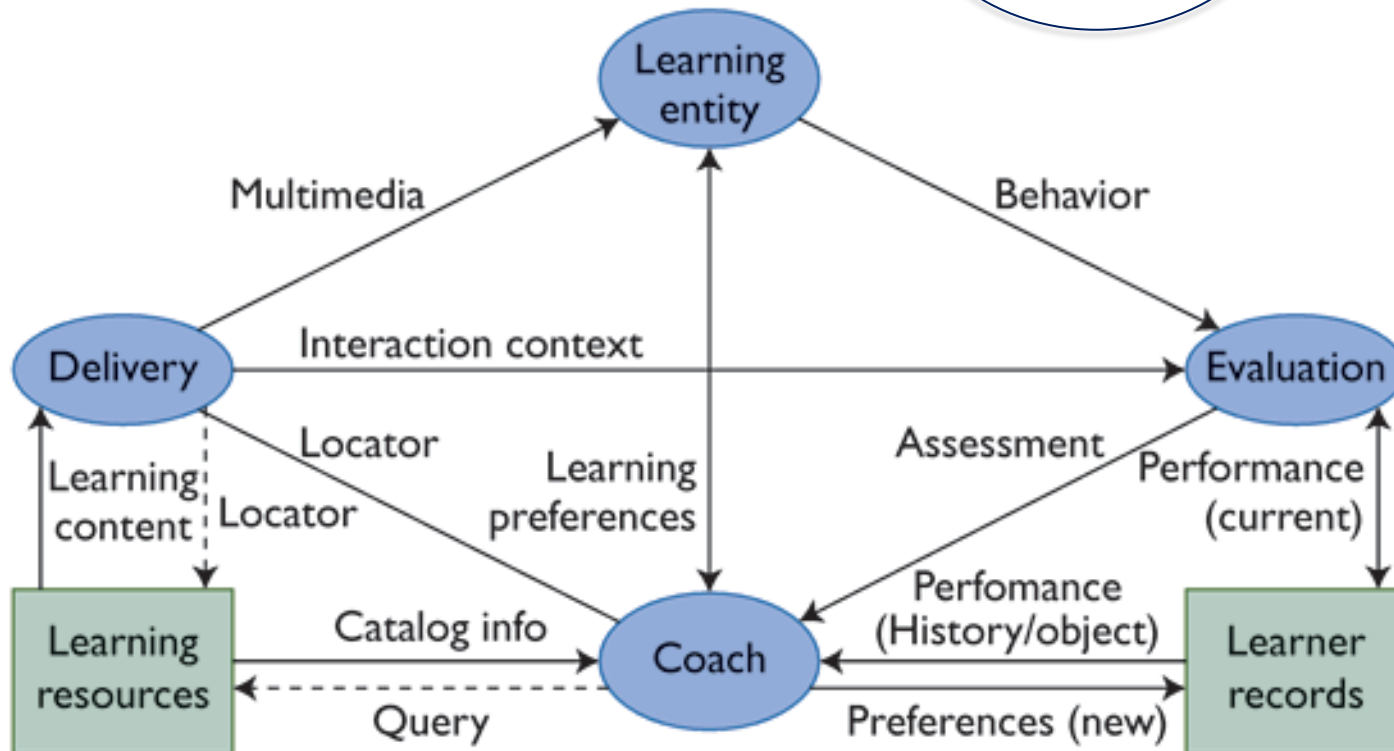 Learning
entity
Multimedia
Behavior
Delivery
Interaction context
Evaluation
Locator
Learning
preferences
Assessment
Learning
content
Locator
Performance
(current)
Learning
resources
Catalog info
Query
Coach
Perfomance
(History/object)
Preferences (new)
Learner
records